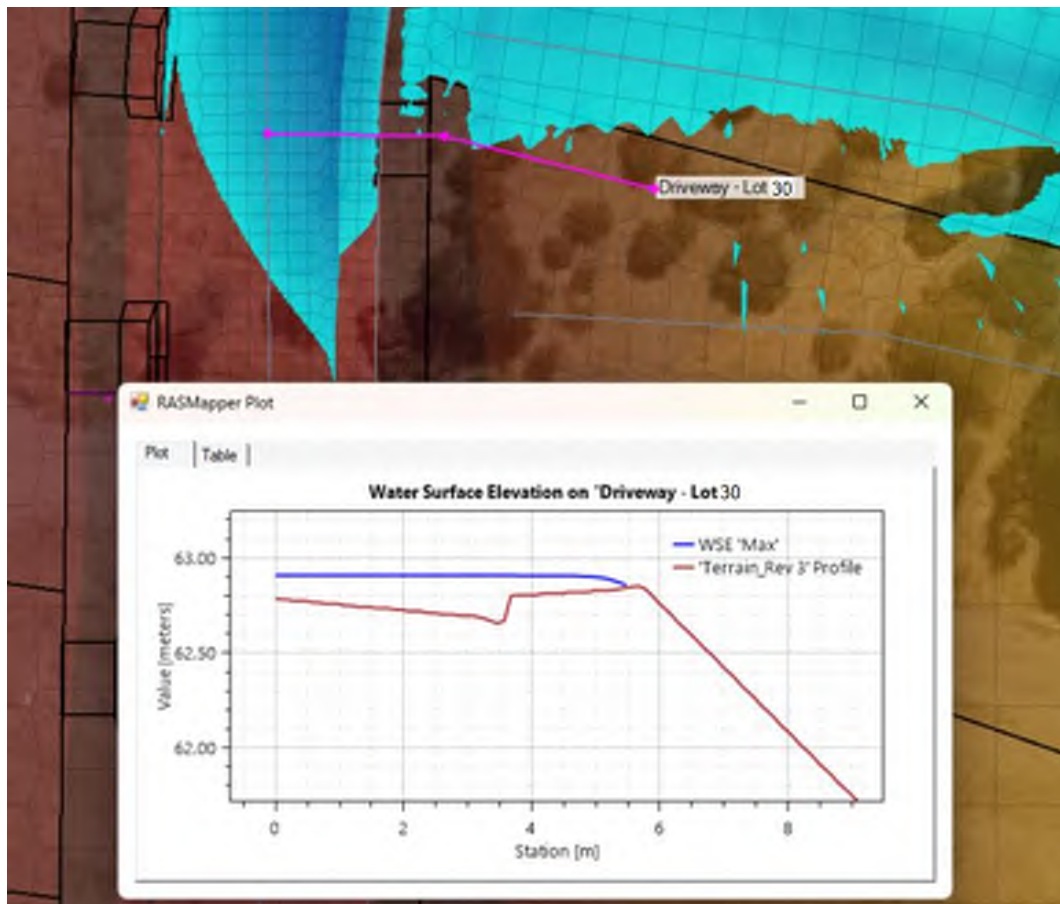 Driveway - Lot 30
RASMapper Plot
Plot
Table
Water Surface Elevation on "Driveway - Lot 30
WSE "Max"
"Terrain_Rev 3" Profile
Value [meters]
63.00
62.50
62.00
0 2 4 6 8
Station [m]